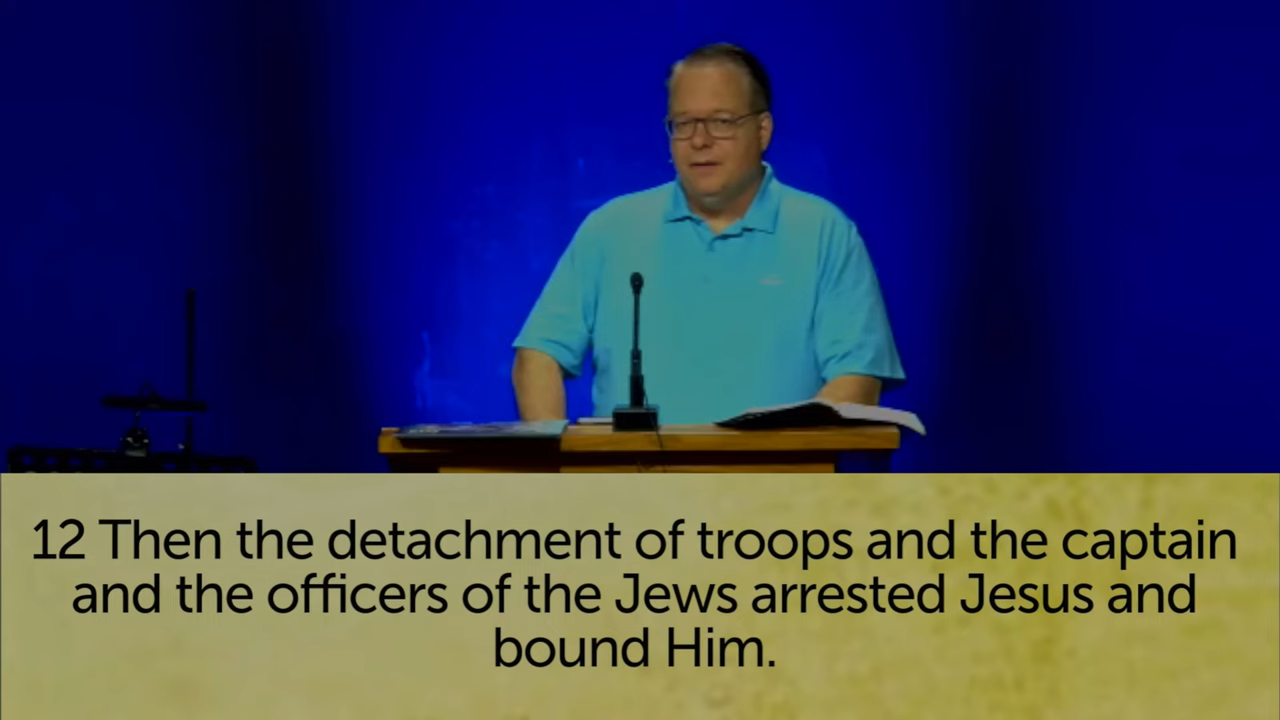 12 Then the detachment of troops and the captain
and the officers of the Jews arrested Jesus and
bound Him.